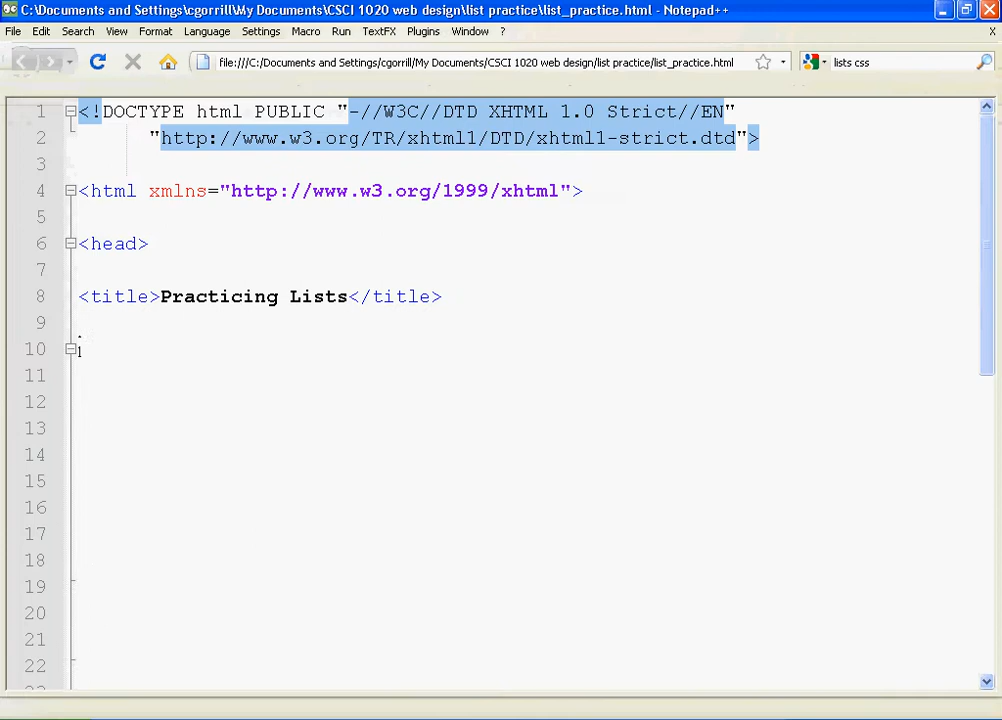 C:\Documents and Settings\cgorrill\My Documents\CSCI 1020 web design\list practice\list_practice.html - Notepad++
File Edit Search View Format Language Settings Macro Run TextFX Plugins Window ? X
file:///C:/Documents and Settings/cgorrill/My Documents/CSCI 1020 web design/list practice/list_practice.html lists css
1 <!DOCTYPE html PUBLIC "-//W3C//DTD XHTML 1.0 Strict//EN"
2 "http://www.w3.org/TR/xhtml1/DTD/xhtml1-strict.dtd">
3
4 <html xmlns="http://www.w3.org/1999/xhtml">
5
6 <head>
7
8 <title>Practicing Lists</title>
9
10
11
12
13
14
15
16
17
18
19
20
21
22